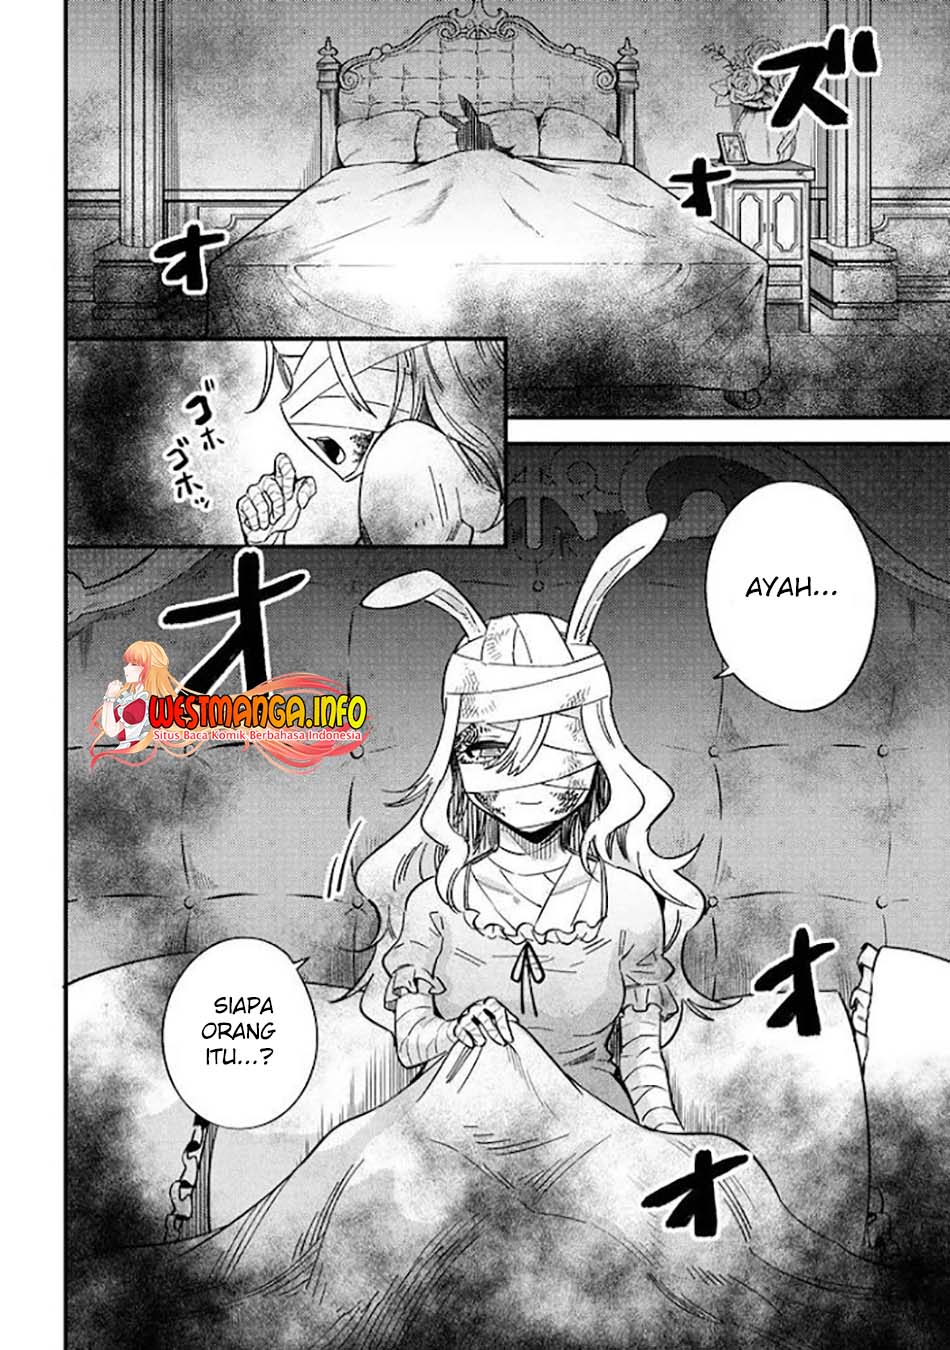 ズ
オ
オ
ゴホ
ゴホッ
AYAH...
オ
WESTMANGA.INFO
Situs Baca Komik Berbahasa Indonesia
SIAPA
ORANG
ITU...?
オ
オ